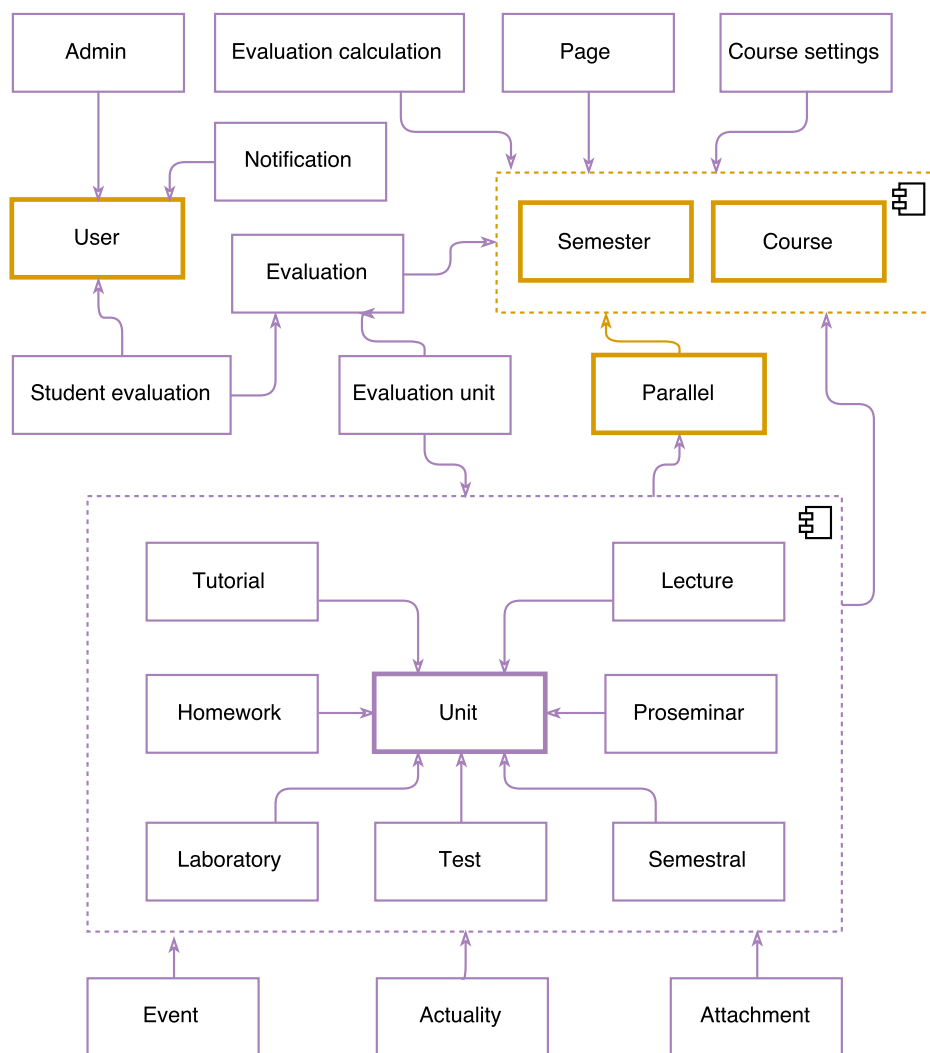 Admin
Evaluation calculation
Page
Course settings
Notification
User
Semester
Course
Evaluation
Student evaluation
Evaluation unit
Parallel
Tutorial
Lecture
Homework
Unit
Proseminar
Laboratory
Test
Semestral
Event
Actuality
Attachment